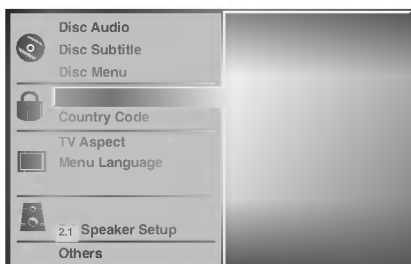 Disc Audio
Disc Subtitle
Disc Menu
Country Code
TV Aspect
Menu Language
2.1 Speaker Setup
Others